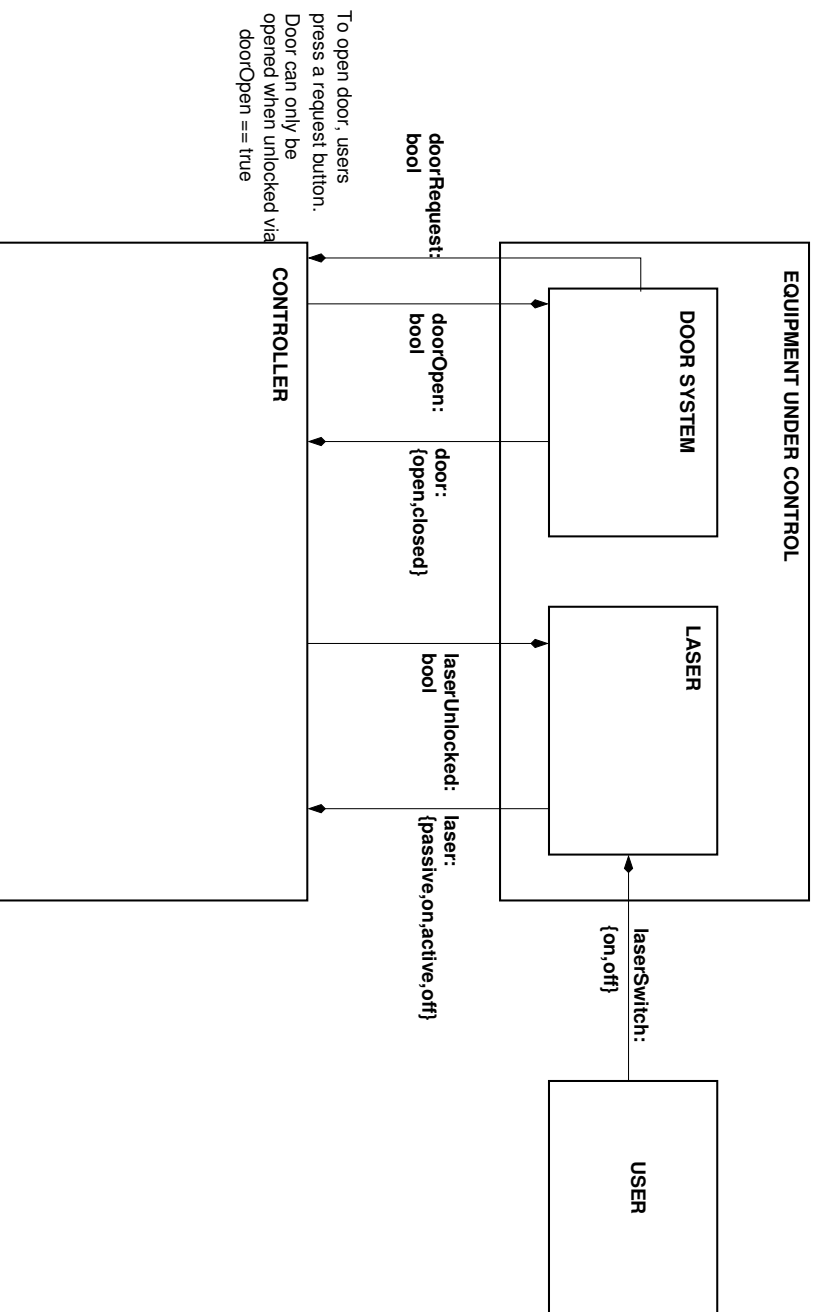 EQUIPMENT UNDER CONTROL
DOOR SYSTEM
LASER
laserSwitch:
{on,off}
USER
doorRequest:
bool
doorOpen:
bool
door:
{open,closed}
laserUnlocked:
bool
laser:
{passive,on,active,off}
To open door, users
press a request button.
Door can only be
opened when unlocked via
doorOpen == true
CONTROLLER